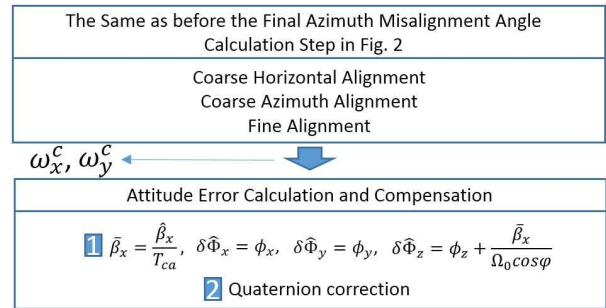 The Same as before the Final Azimuth Misalignment Angle
Calculation Step in Fig. 2
Coarse Horizontal Alignment
Coarse Azimuth Alignment
Fine Alignment
ω_x^c, ω_y^c
Attitude Error Calculation and Compensation
1 β̄_x = β̂_x / T_ca, δΦ̂_x = ϕ_x, δΦ̂_y = ϕ_y, δΦ̂_z = ϕ_z + β̄_x / Ω_0cosφ
2 Quaternion correction